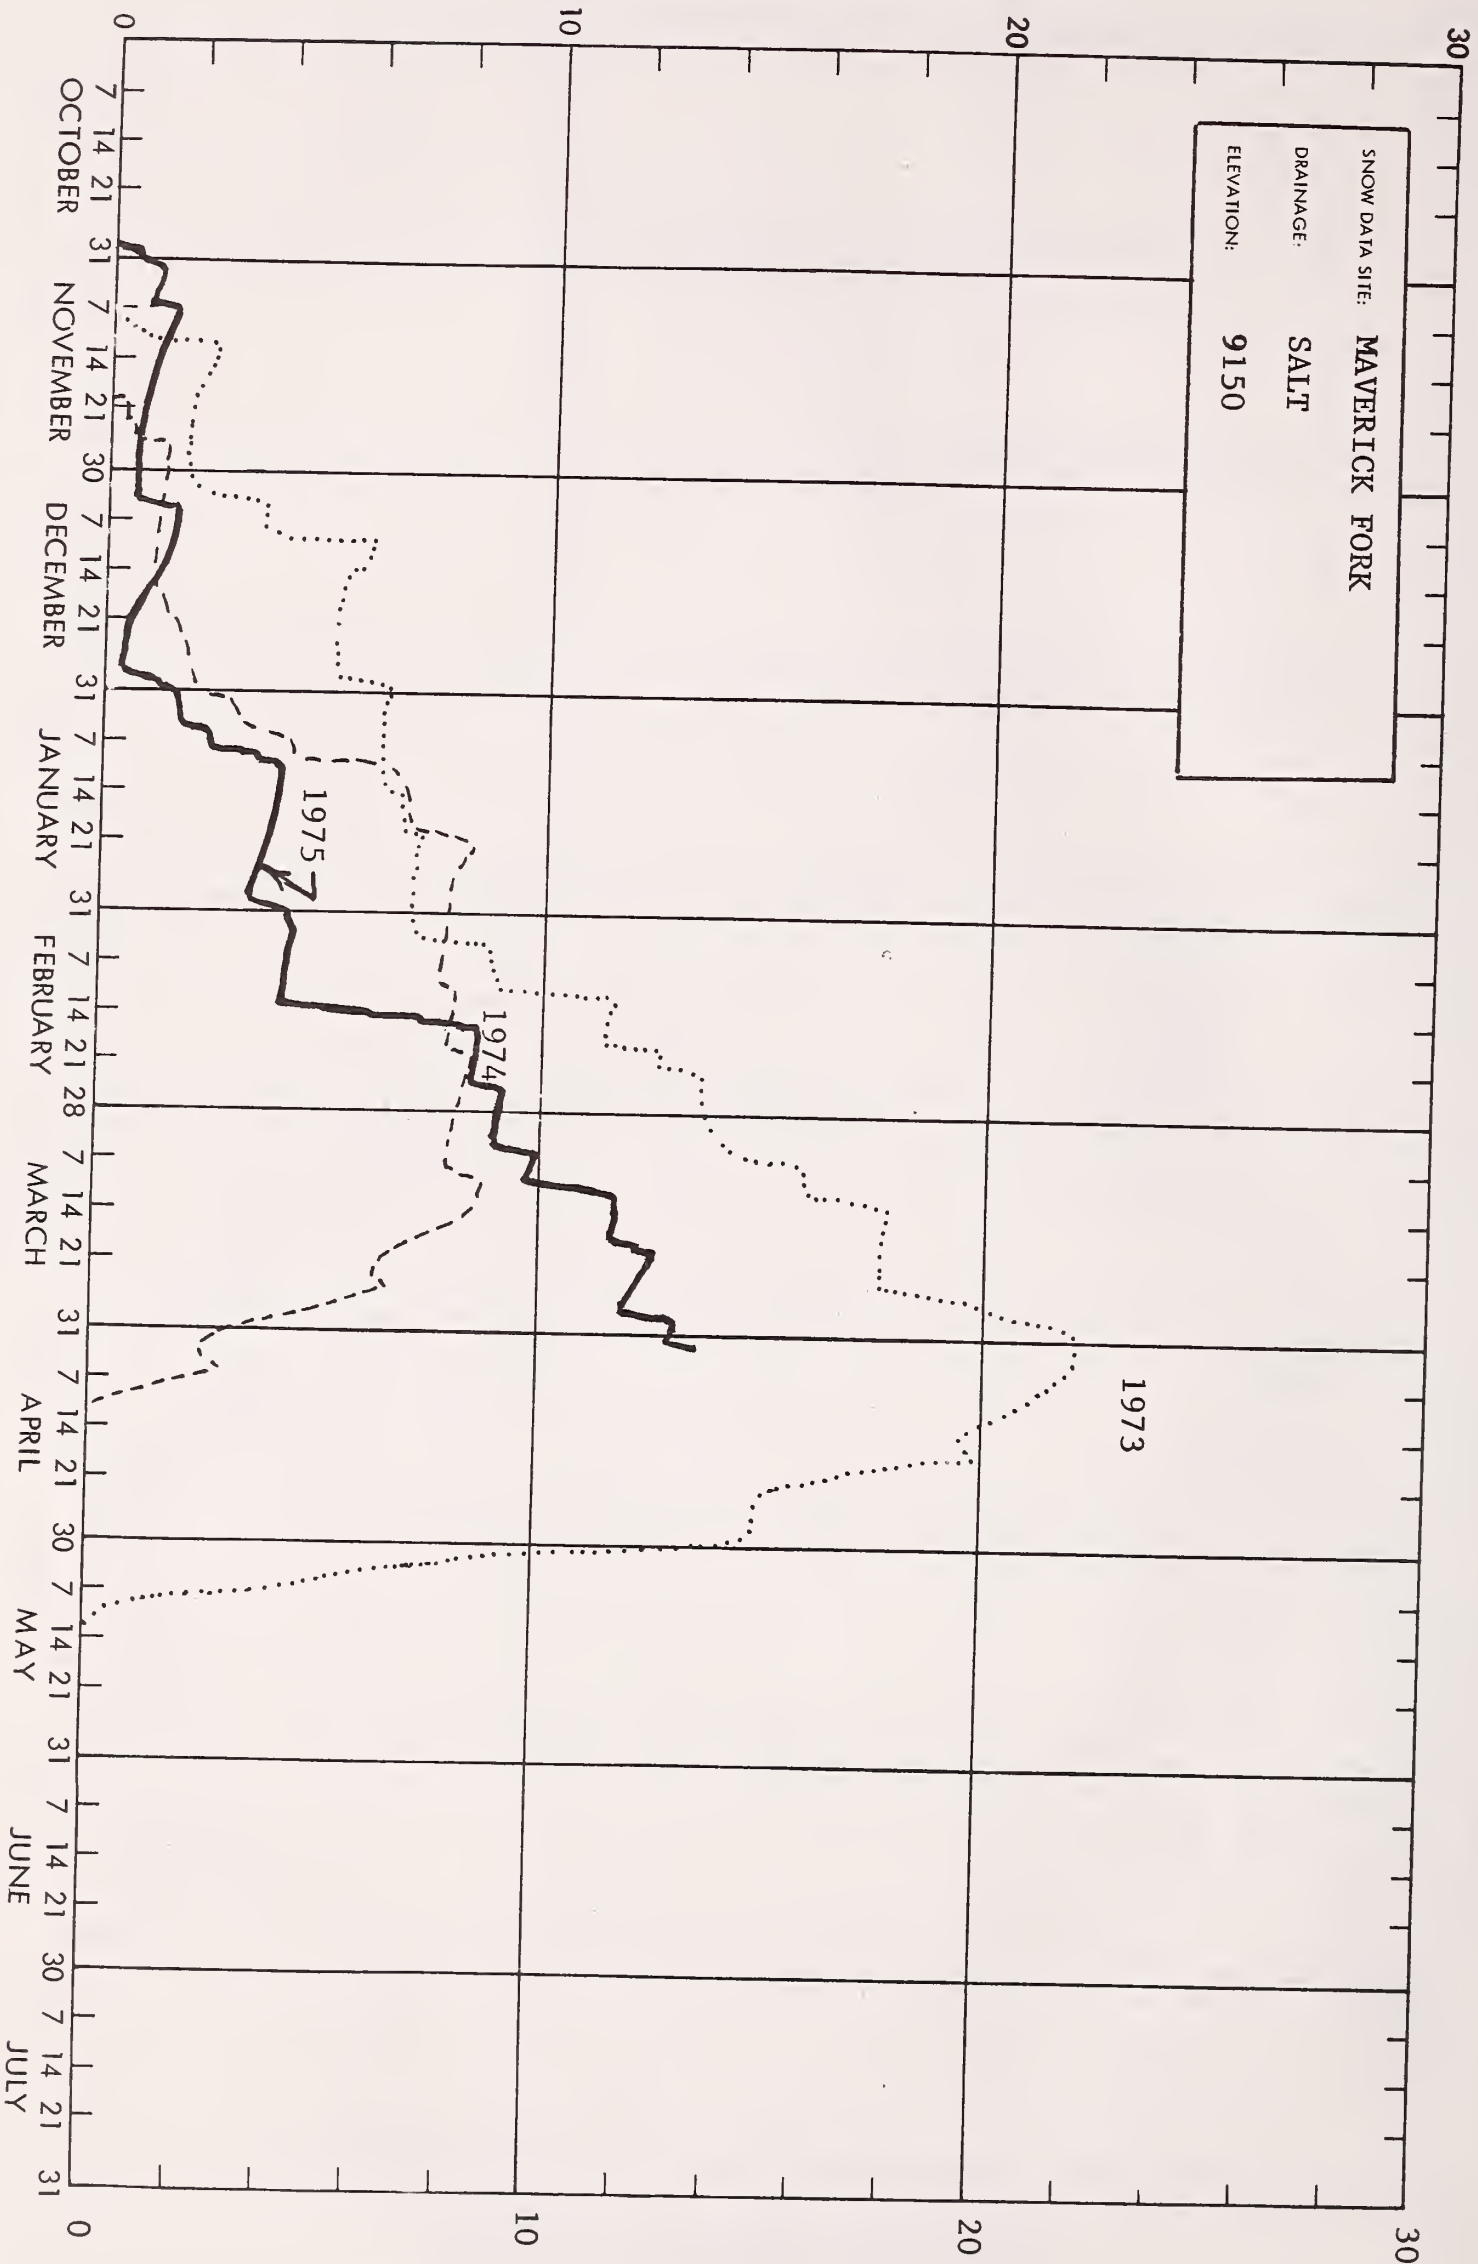 30
20
10
0
SNOW DATA SITE: MAVERICK FORK
DRAINAGE: SALT
ELEVATION: 9150
1973
1974
1975
7 14 21 31 7 14 21 30 7 14 21 31 7 14 21 31 7 14 21 28 7 14 21 31 7 14 21 30 7 14 21 31 7 14 21 30 7 14 21 31
OCTOBER NOVEMBER DECEMBER JANUARY FEBRUARY MARCH APRIL MAY JUNE JULY
30
20
10
0